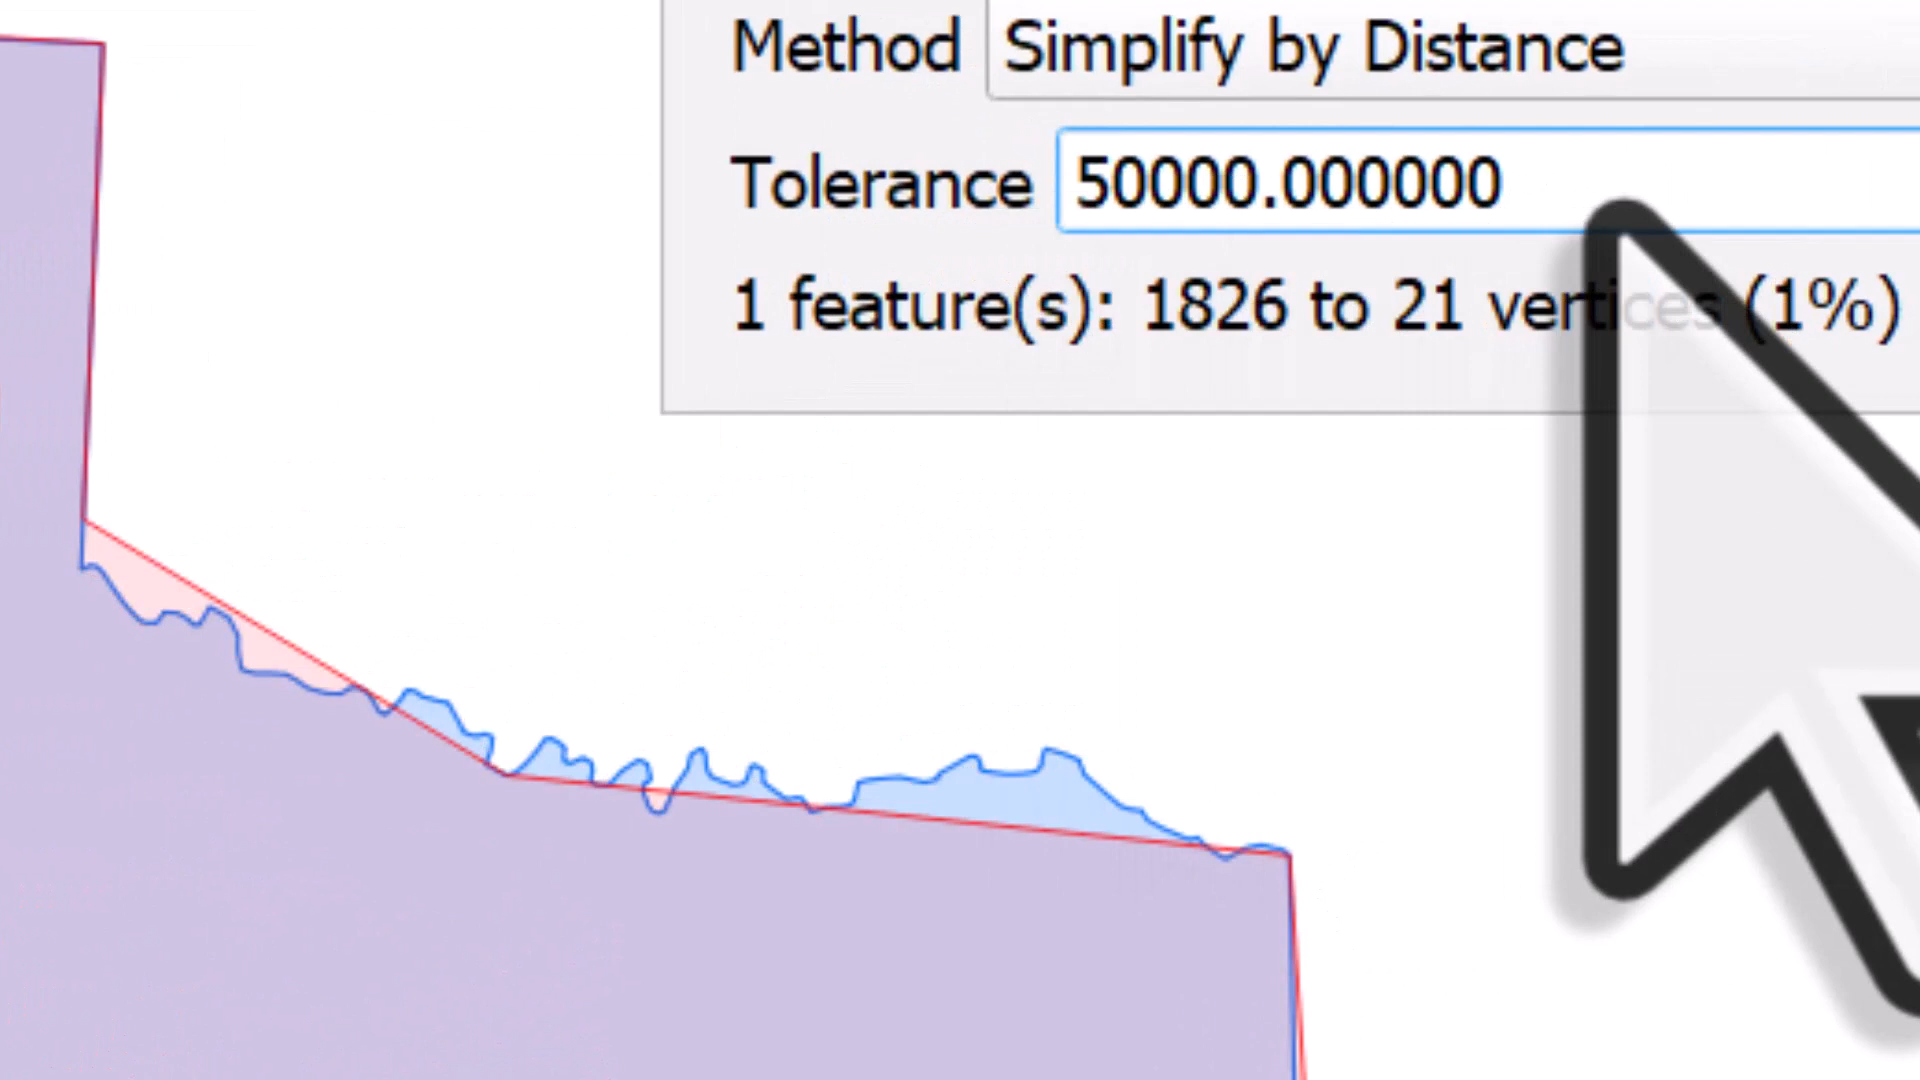 Method Simplify by Distance
Tolerance 50000.000000
1 feature(s): 1826 to 21 vertices (1%)